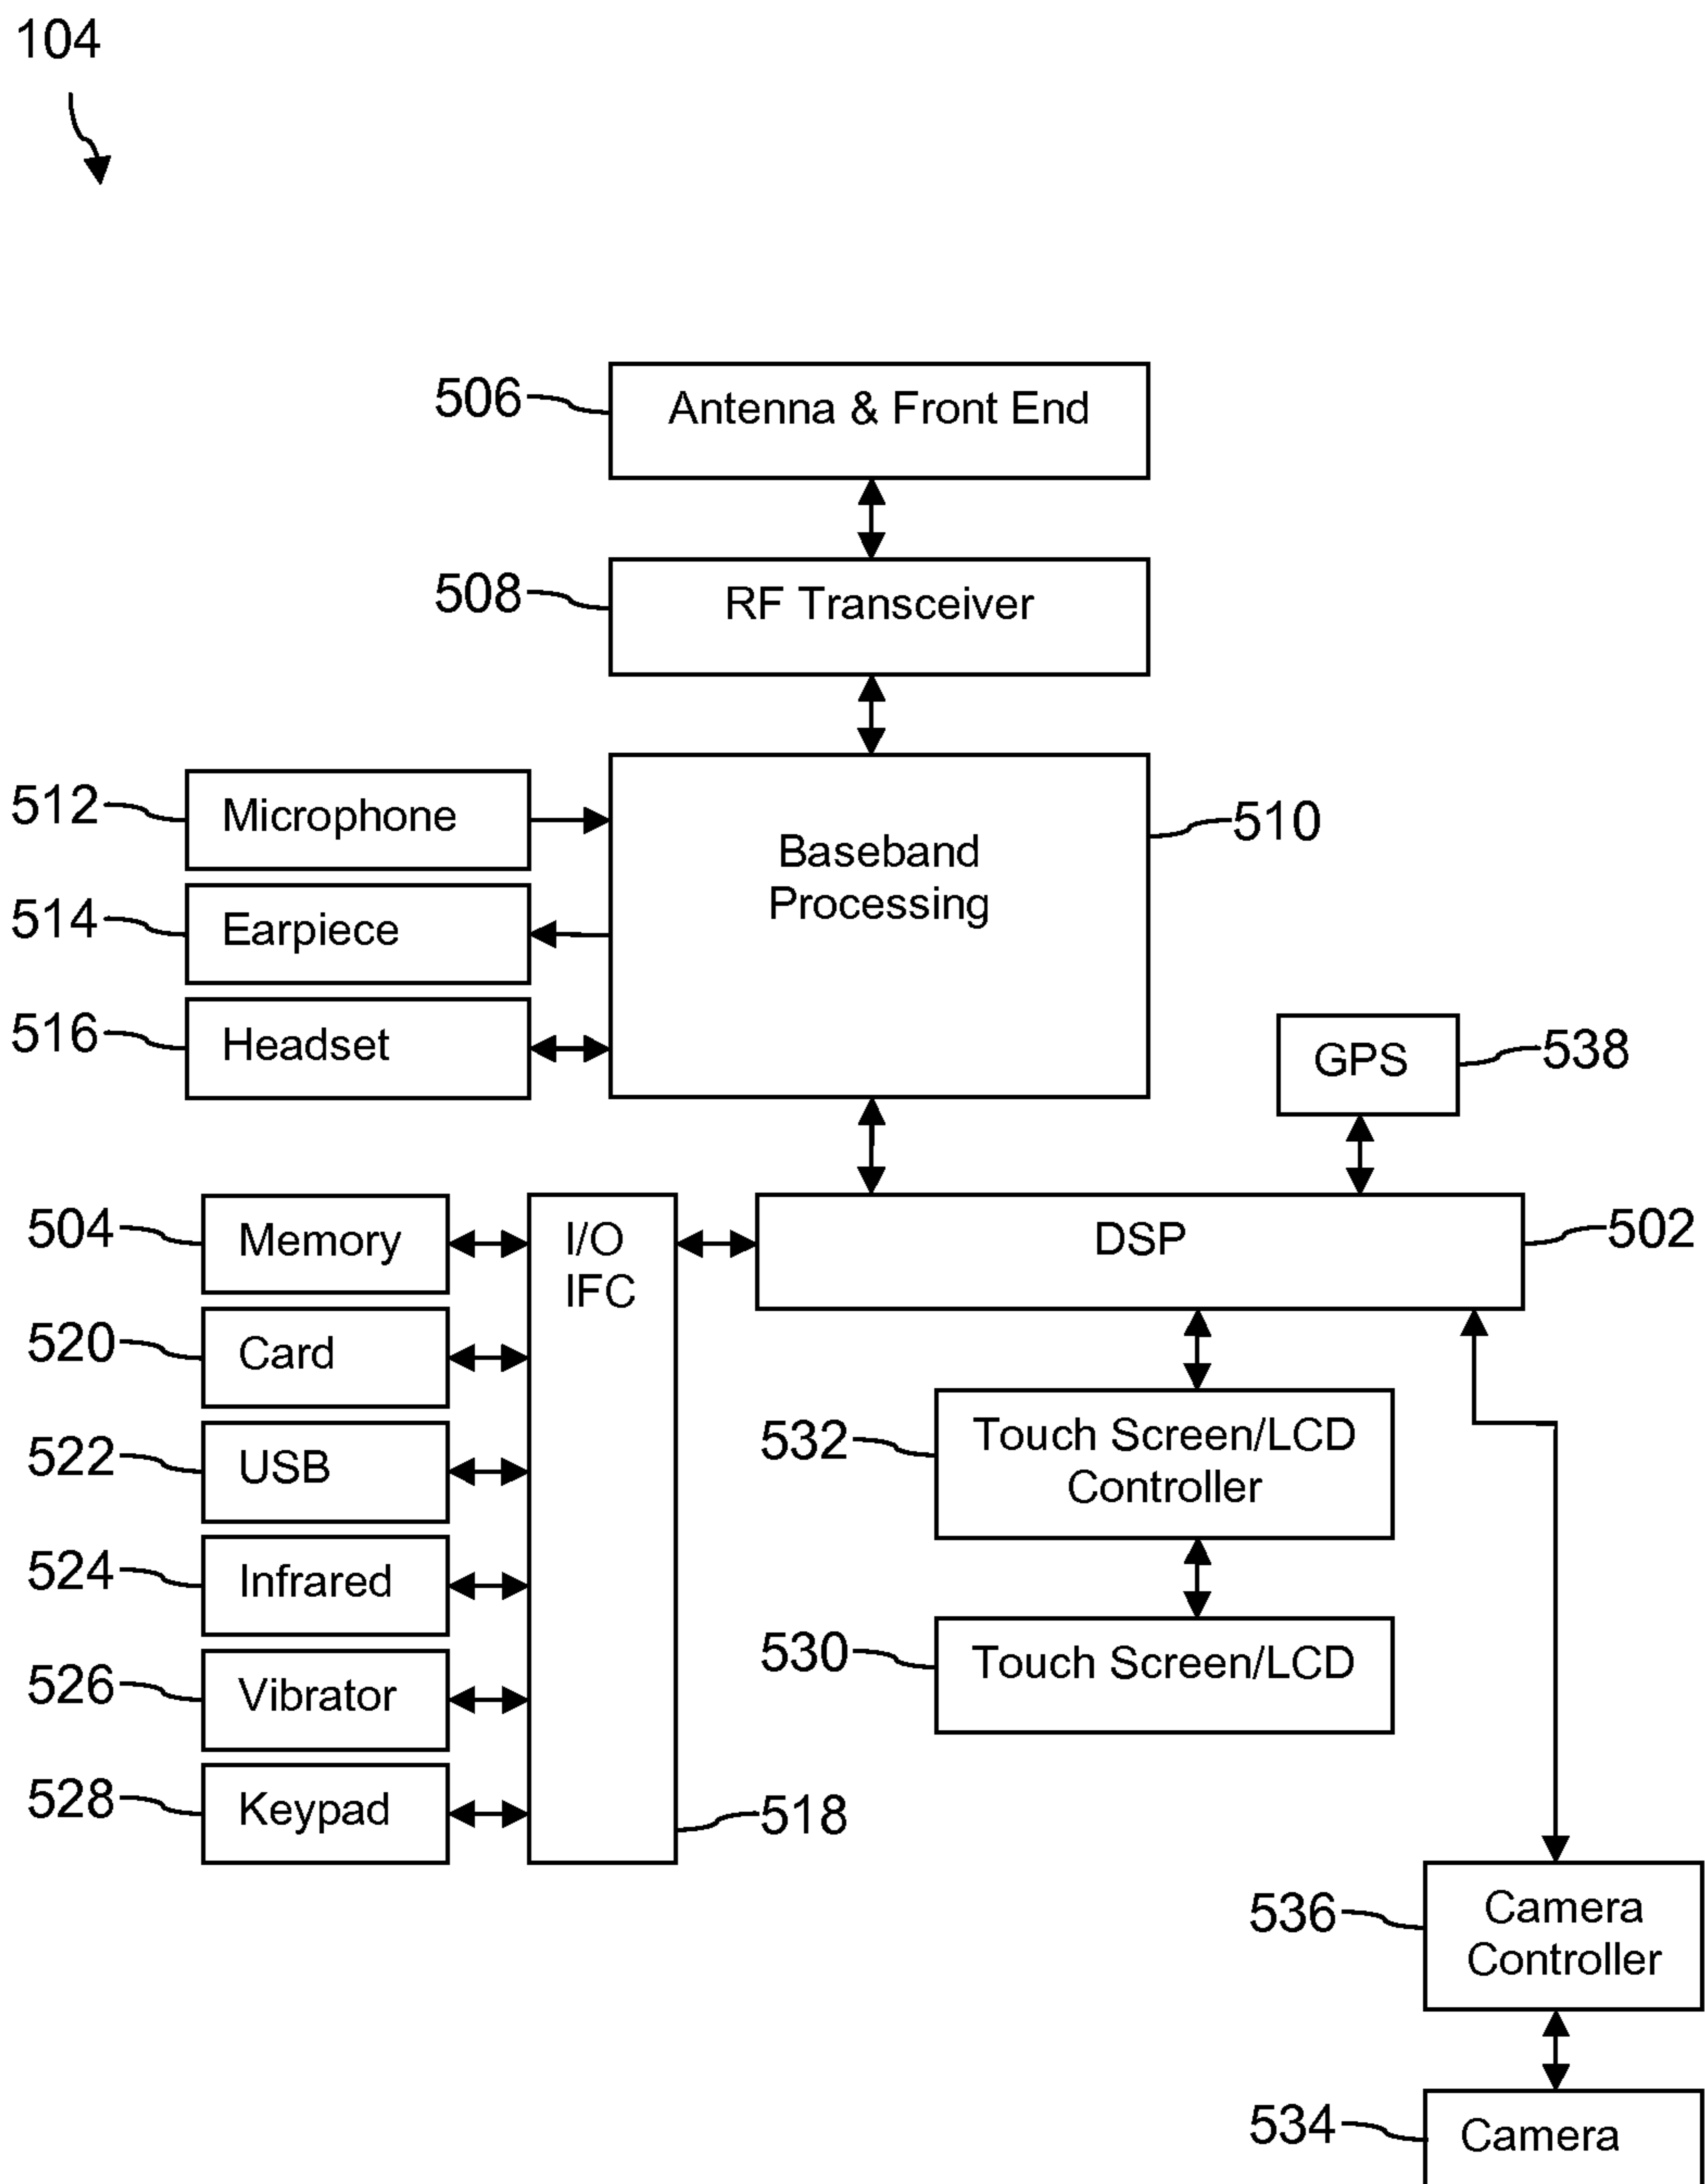 104
506
Antenna & Front End
508
RF Transceiver
512
Microphone
Baseband
Processing
510
514
Earpiece
516
Headset
GPS
538
504
Memory
I/O
IFC
DSP
502
520
Card
532
Touch Screen/LCD
Controller
522
USB
524
Infrared
530
Touch Screen/LCD
526
Vibrator
528
Keypad
518
536
Camera
Controller
534
Camera